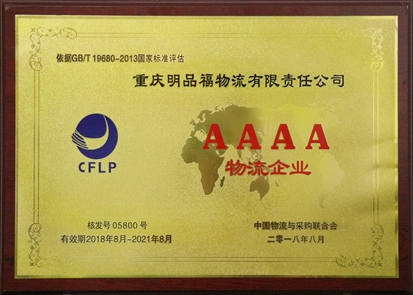 依据GB/T 19680-2013国家标准评估
重庆明品福物流有限责任公司
AAAA
CFLP
物流企业
核发号 05800 号
中国物流与采购联合会
有效期2018年8月-2021年8月
二零一八年八月